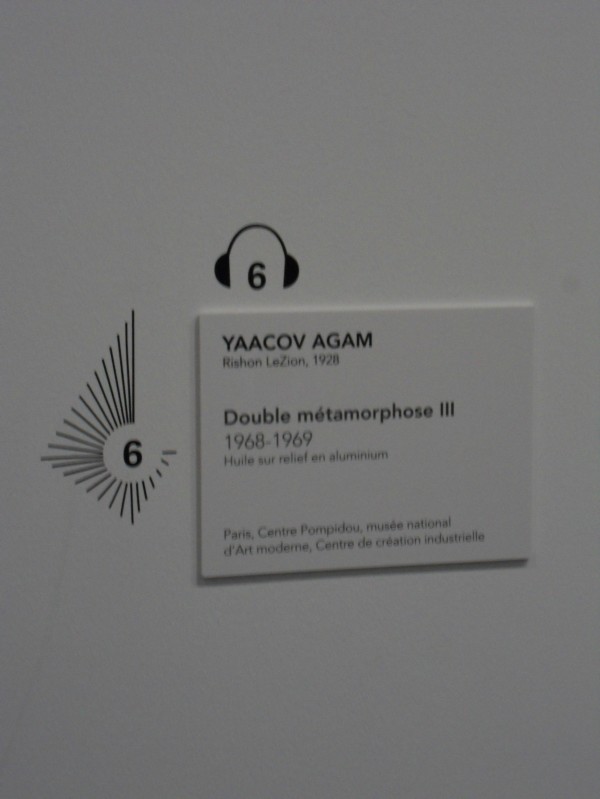 6
YAACOV AGAM
Rishon LeZion, 1928
Double métamorphose III
1968-1969
Huile sur relief en aluminium
6
Paris, Centre Pompidou, musée national
d'Art moderne, Centre de création industrielle